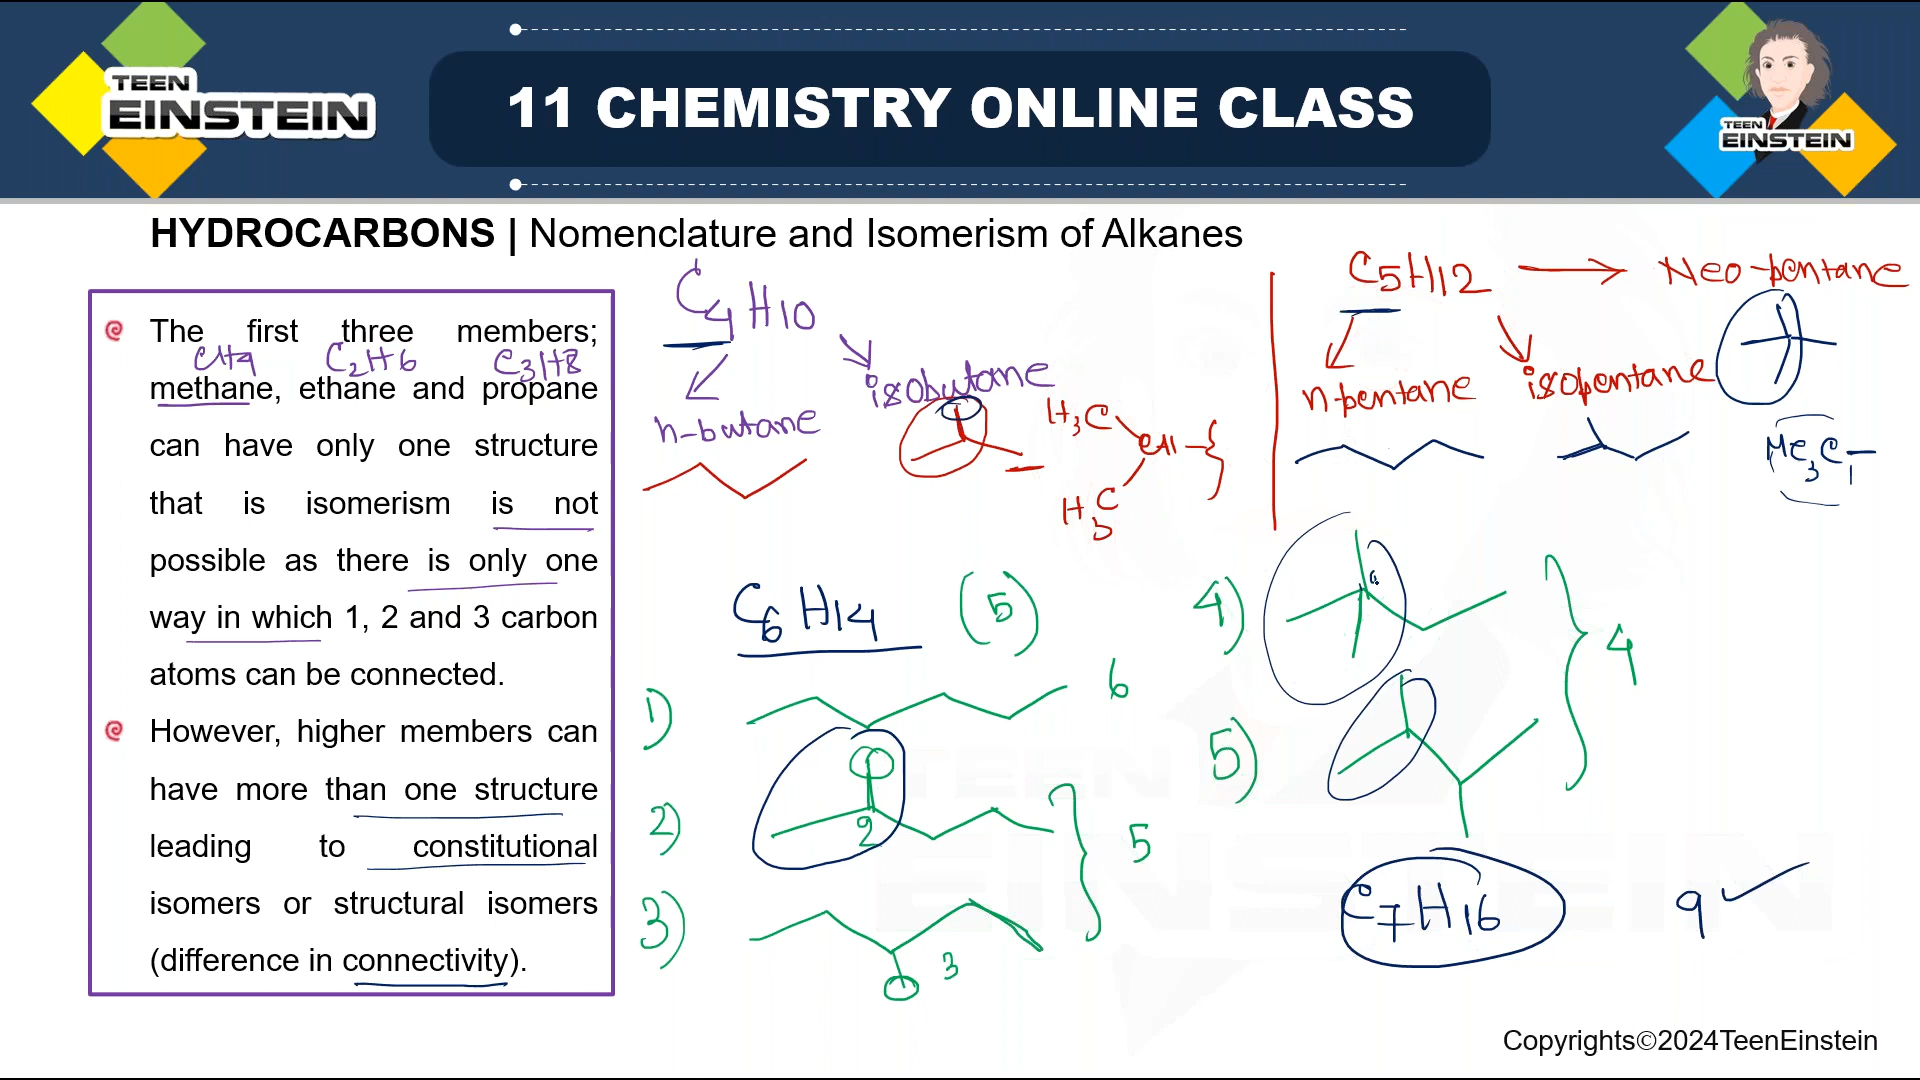 TEEN
EINSTEIN
11 CHEMISTRY ONLINE CLASS
TEEN
EINSTEIN
HYDROCARBONS | Nomenclature and Isomerism of Alkanes
The first three members;
CH4 C2H6 C3H8
methane, ethane and propane
can have only one structure
that is isomerism is not
possible as there is only one
way in which 1, 2 and 3 carbon
atoms can be connected.
However, higher members can
have more than one structure
leading to constitutional
isomers or structural isomers
(difference in connectivity).
C4H10
n-butane
isobutane
H3C
CH
H3C
C5H12
Neo-pentane
n-pentane
isopentane
Me3C
C6H14 (5)
1)
6
2)
2
3)
3
5
4)
4
5)
C7H16 9
TEEN
EINSTEIN
Copyrights©2024TeenEinstein